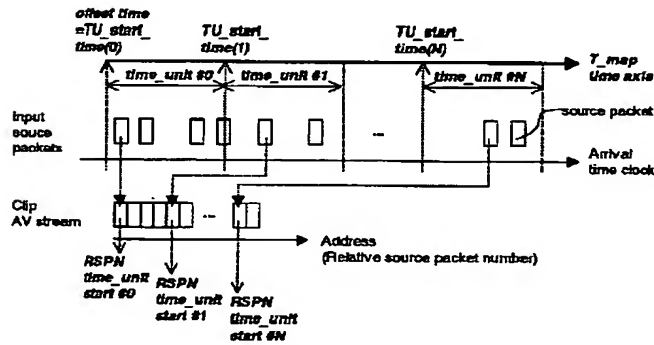 offset time
=TU_start_
time(0)
TU_start_
time(1)
TU_start_
time(N)
T_map
time axis
time_unit #0
time_unit #1
time_unit #N
Input
souce
packets
...
source packet
Arrival
time clock
Clip
AV stream
...
Address
(Relative source packet number)
RSPN
time_unit
start #0
RSPN
time_unit
start #1
RSPN
time_unit
start #N